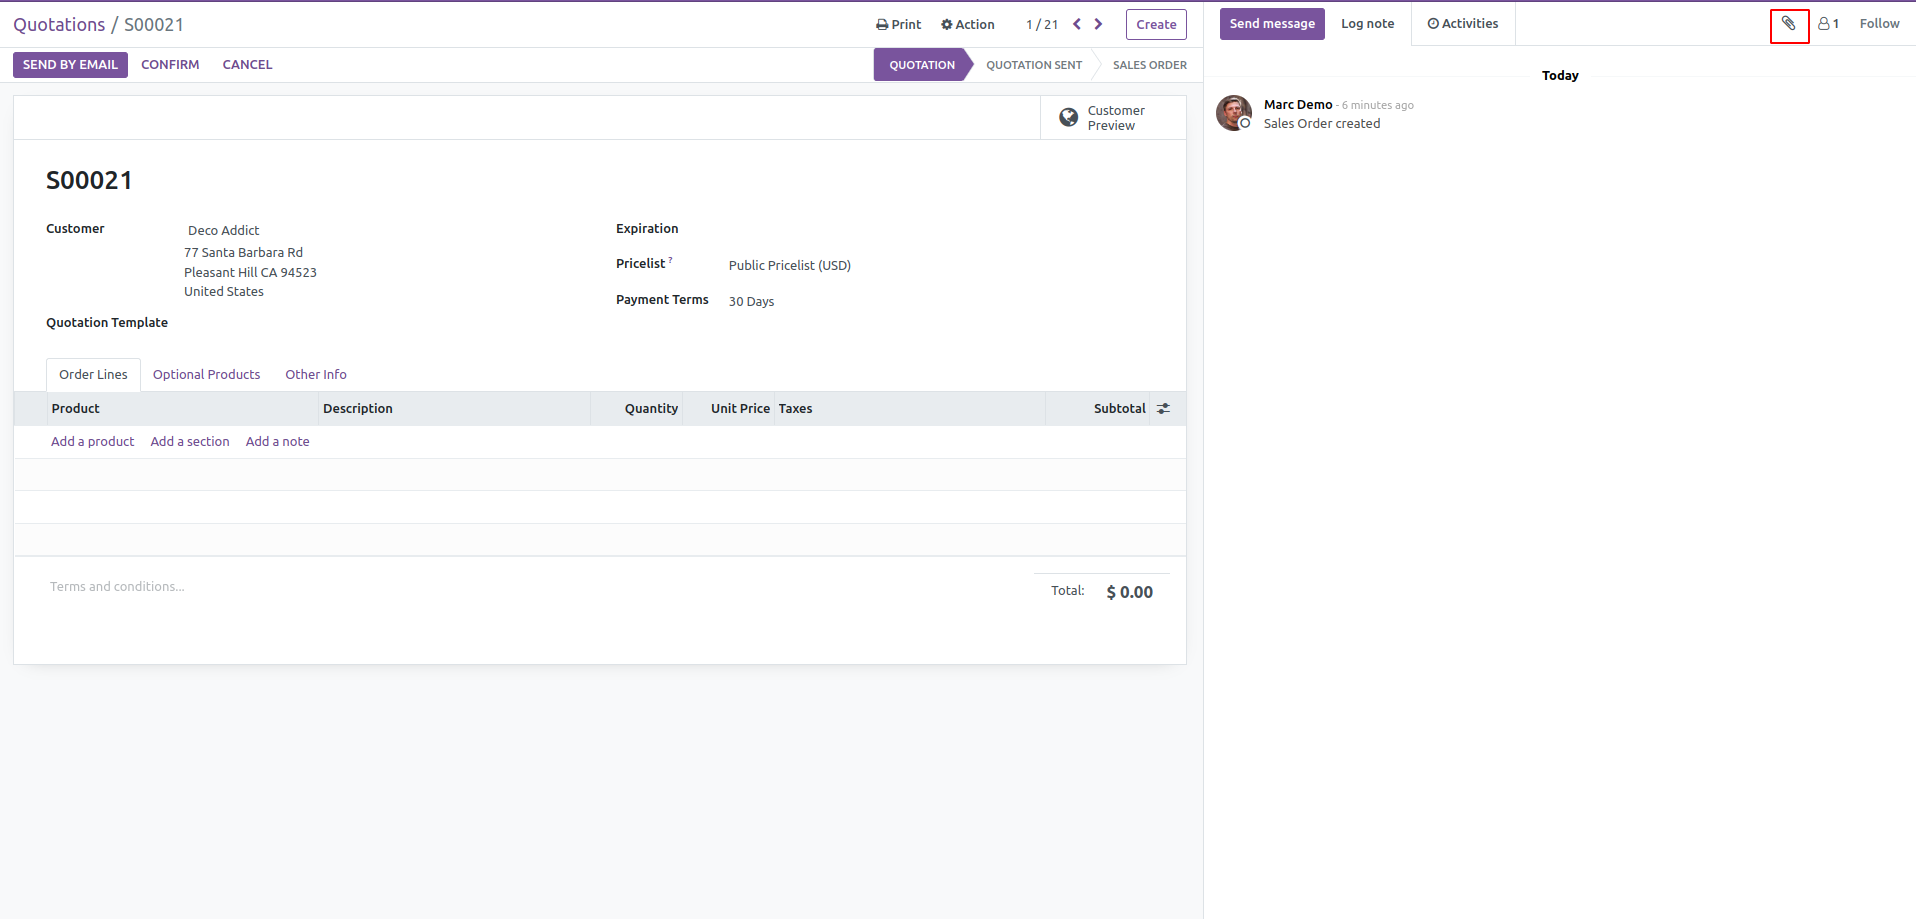 Quotations / S00021
Print Action 1 / 21 Create
Send message Log note Activities 1 Follow
SEND BY EMAIL CONFIRM CANCEL
QUOTATION QUOTATION SENT SALES ORDER
Customer
Preview
S00021
Customer Deco Addict
77 Santa Barbara Rd
Pleasant Hill CA 94523
United States
Quotation Template
Expiration
Pricelist ? Public Pricelist (USD)
Payment Terms 30 Days
Order Lines Optional Products Other Info
Product Description Quantity Unit Price Taxes Subtotal
Add a product Add a section Add a note
Terms and conditions...
Total: $ 0.00
Today
Marc Demo - 6 minutes ago
Sales Order created